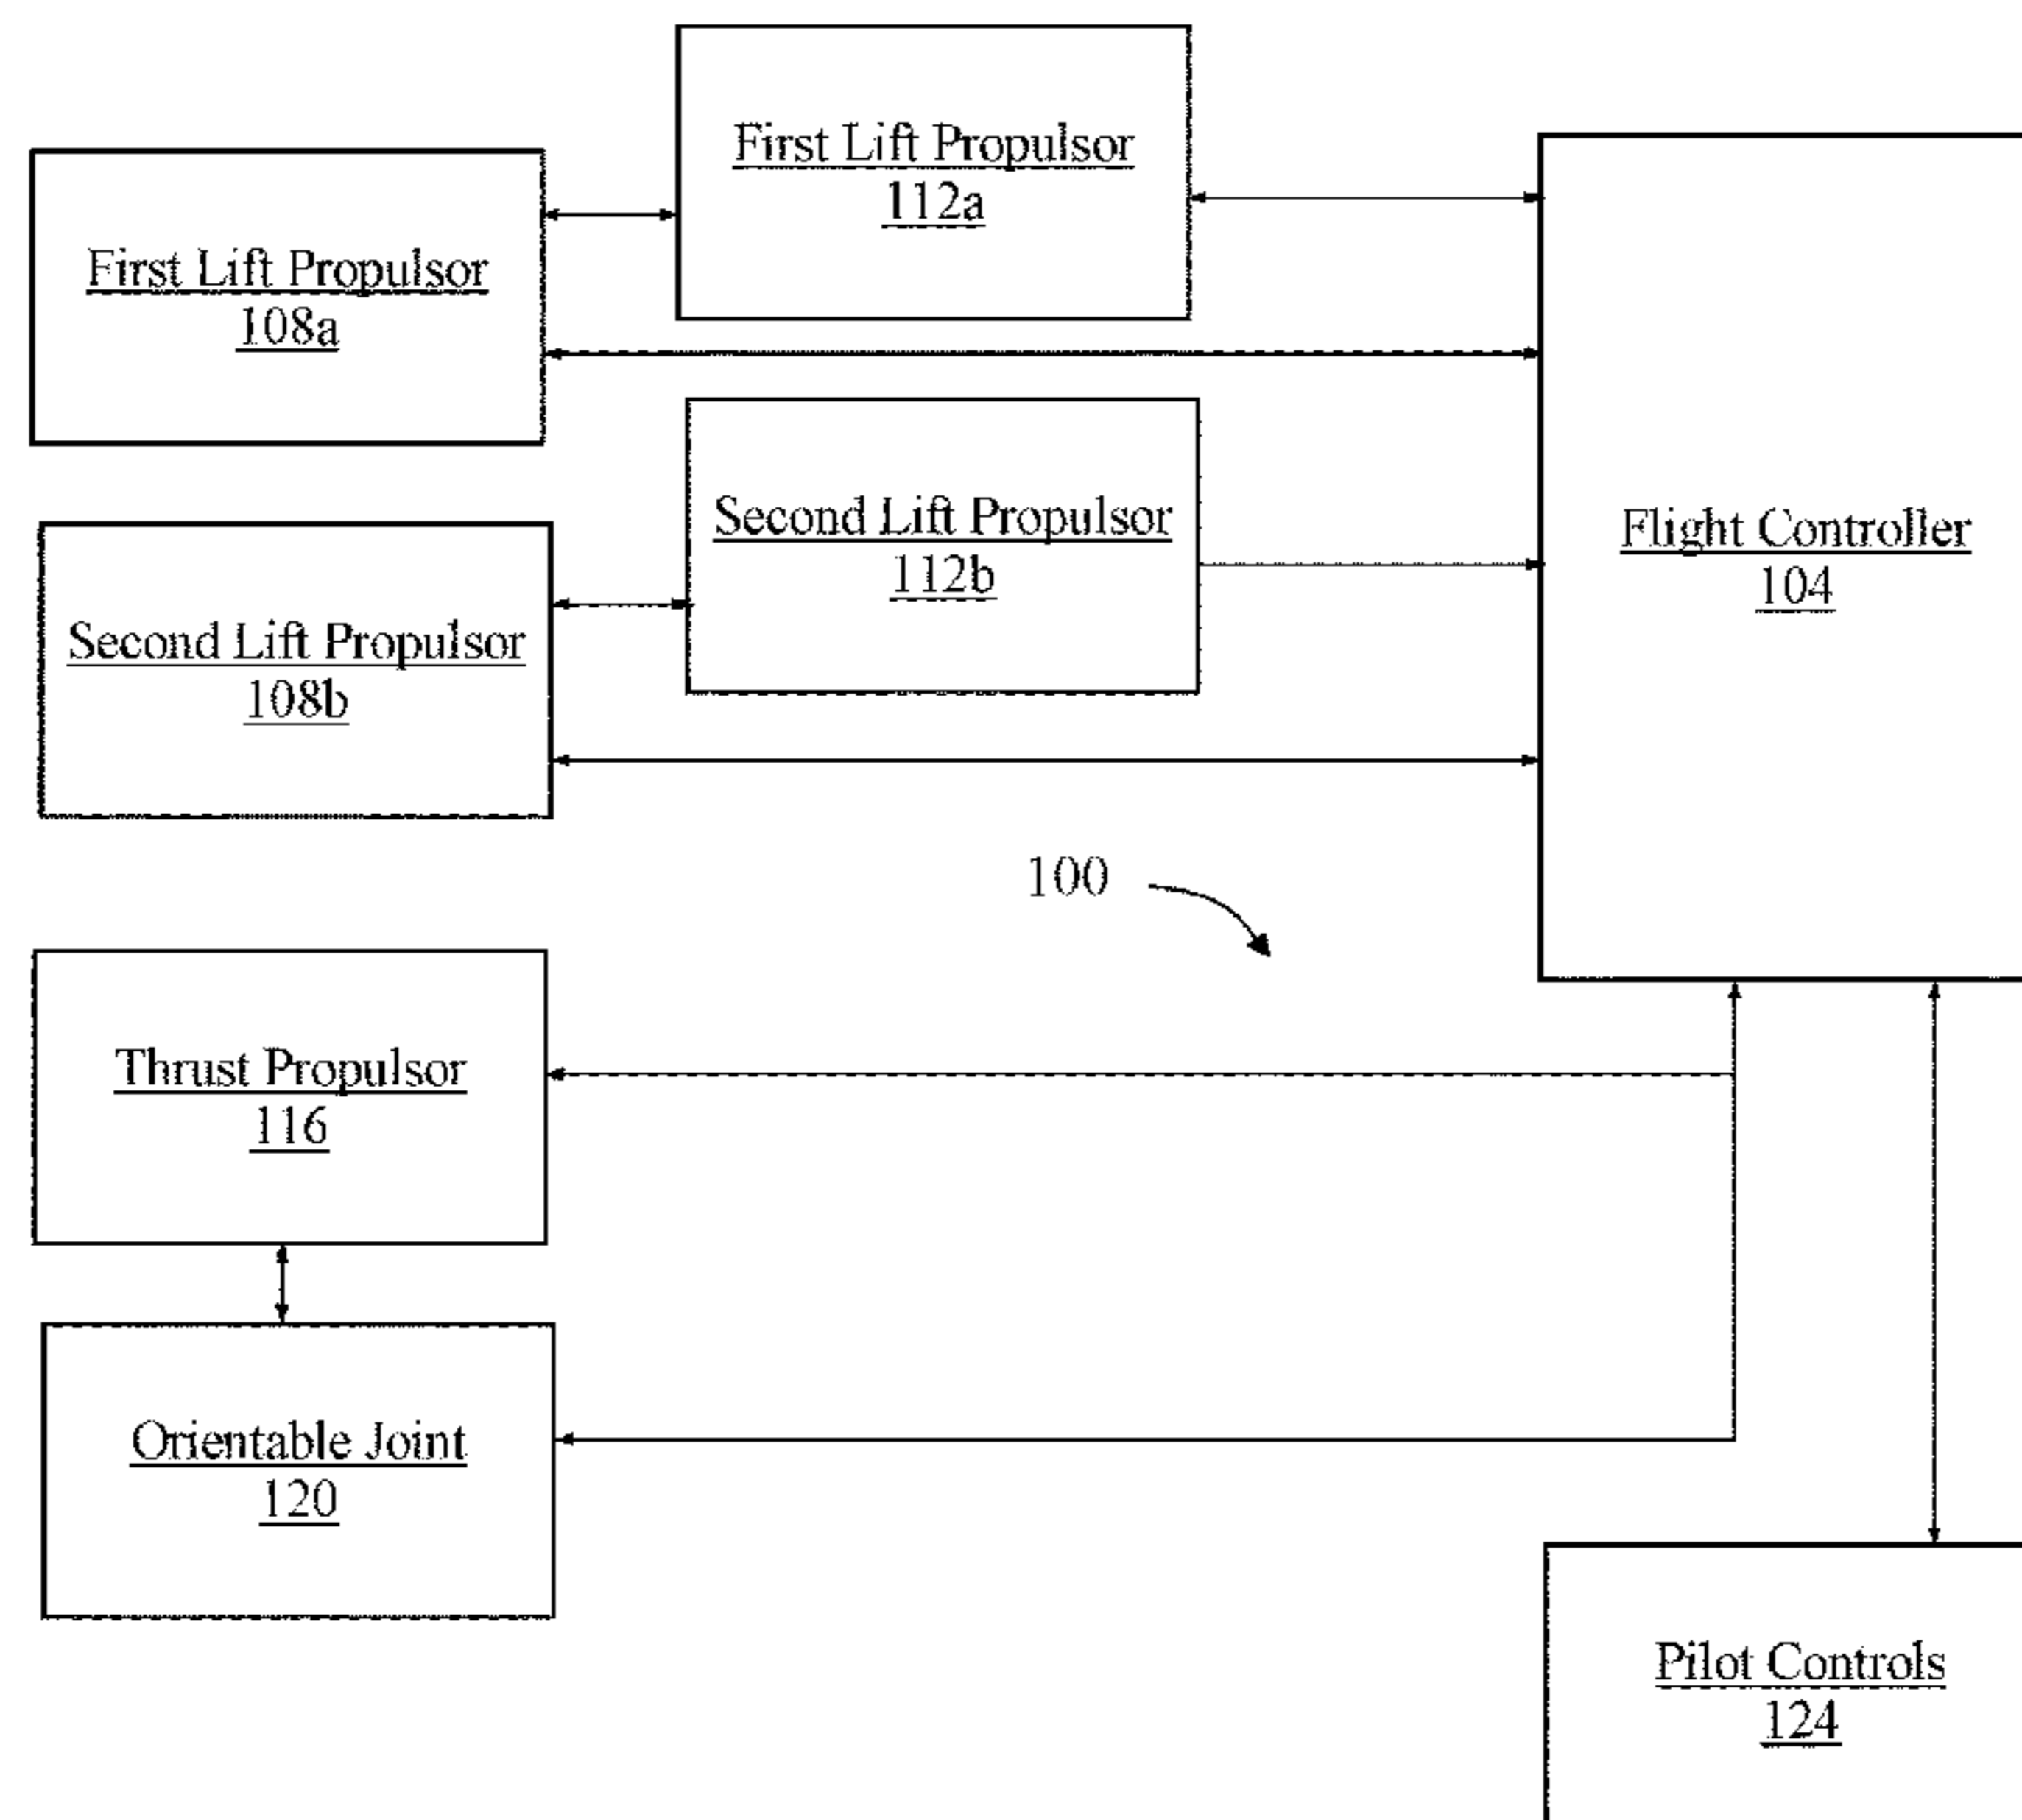 First Lift Propulsor
112a
First Lift Propulsor
108a
Second Lift Propulsor
112b
Flight Controller
104
Second Lift Propulsor
108b
100
Thrust Propulsor
116
Orientable Joint
120
Pilot Controls
124